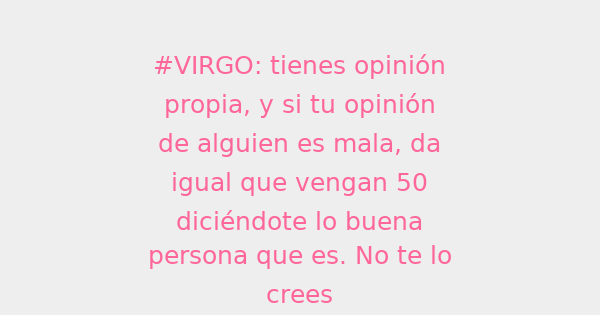 #VIRGO: tienes opinión
propia, y si tu opinión
de alguien es mala, da
igual que vengan 50
diciéndote lo buena
persona que es. No te lo
crees